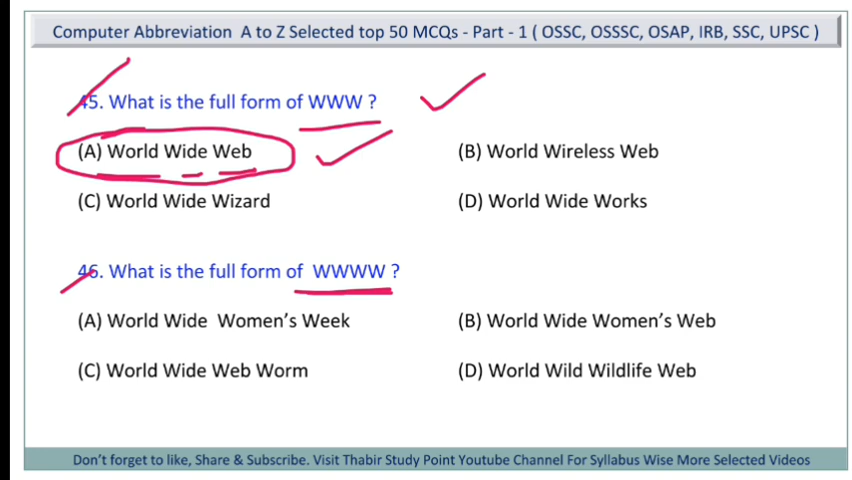 Computer Abbreviation A to Z Selected top 50 MCQs - Part - 1 ( OSSC, OSSSC, OSAP, IRB, SSC, UPSC )
45. What is the full form of WWW ?
(A) World Wide Web
(B) World Wireless Web
(C) World Wide Wizard
(D) World Wide Works
46. What is the full form of WWWW ?
(A) World Wide Women's Week
(B) World Wide Women's Web
(C) World Wide Web Worm
(D) World Wild Wildlife Web
Don't forget to like, Share & Subscribe. Visit Thabir Study Point Youtube Channel For Syllabus Wise More Selected Videos